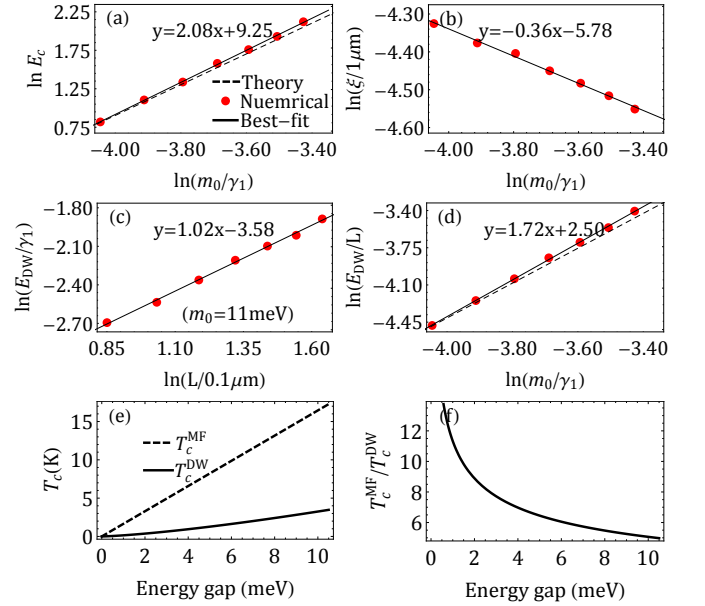 (a)
y=2.08x+9.25
ln E_c
2.25
1.75
1.25
0.75
Theory
Nuemrical
Best−fit
−4.00 −3.80 −3.60 −3.40
ln(m_0/γ_1)
(b)
y=−0.36x−5.78
ln(ξ/1μm)
−4.30
−4.40
−4.50
−4.60
−4.00 −3.80 −3.60 −3.40
ln(m_0/γ_1)
(c)
y=1.02x−3.58
ln(E_DW/γ_1)
−1.80
−2.10
−2.40
−2.70
(m_0=11meV)
0.85 1.10 1.35 1.60
ln(L/0.1μm)
(d)
y=1.72x+2.50
ln(E_DW/L)
−3.40
−3.75
−4.10
−4.45
−4.00 −3.80 −3.60 −3.40
ln(m_0/γ_1)
(e)
T_c^MF
T_c^DW
T_c(K)
15
10
5
0
0 2 4 6 8 10
Energy gap (meV)
(f)
T_c^MF/T_c^DW
12
10
8
6
0 2 4 6 8 10
Energy gap (meV)